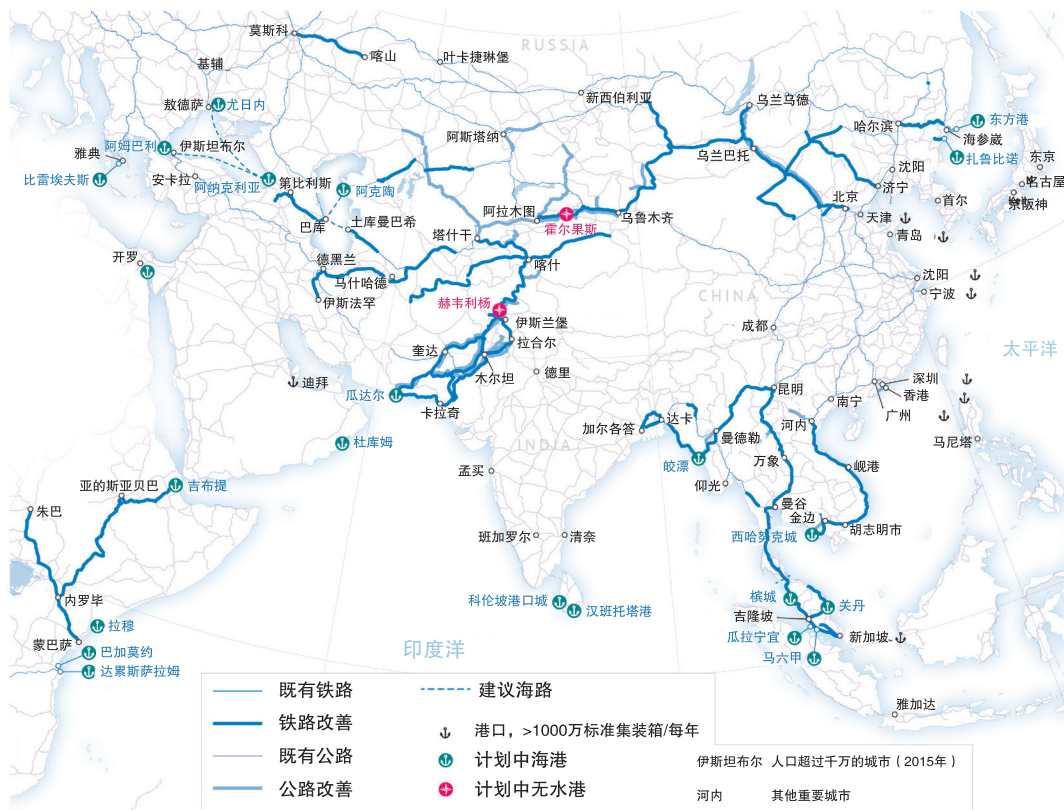 莫斯科
喀山
RUSSIA
基辅
叶卡捷琳堡
新西伯利亚
乌兰乌德
敖德萨
尤日内
阿斯塔纳
哈尔滨
东方港
海参崴
阿姆巴利
伊斯坦布尔
雅典
乌兰巴托
扎鲁比诺
东京
沈阳
名古屋
比雷埃夫斯
安卡拉
阿纳克利亚
第比利斯
阿克陶
济宁
首尔
京阪神
阿拉木图
乌鲁木齐
北京
天津
巴库
土库曼巴希
霍尔果斯
塔什干
青岛
开罗
德黑兰
马什哈德
喀什
沈阳
伊斯法罕
赫韦利杨
CHINA
宁波
伊斯兰堡
成都
拉合尔
太平洋
奎达
木尔坦
德里
迪拜
瓜达尔
深圳
昆明
香港
卡拉奇
南宁
广州
达卡
加尔各答
河内
曼德勒
马尼塔
杜库姆
INDIA
皎漂
万象
岘港
孟买
仰光
亚的斯亚贝巴
吉布提
朱巴
曼谷
金边
胡志明市
班加罗尔
清奈
西哈努克城
内罗毕
科伦坡港口城
汉班托塔港
槟城
关丹
拉穆
吉隆坡
蒙巴萨
瓜拉宁宜
新加坡
巴加莫约
印度洋
马六甲
达累斯萨拉姆
雅加达
既有铁路
建议海路
铁路改善
港口，>1000万标准集装箱/每年
既有公路
计划中海港
伊斯坦布尔 人口超过千万的城市（2015年）
公路改善
计划中无水港
河内 其他重要城市